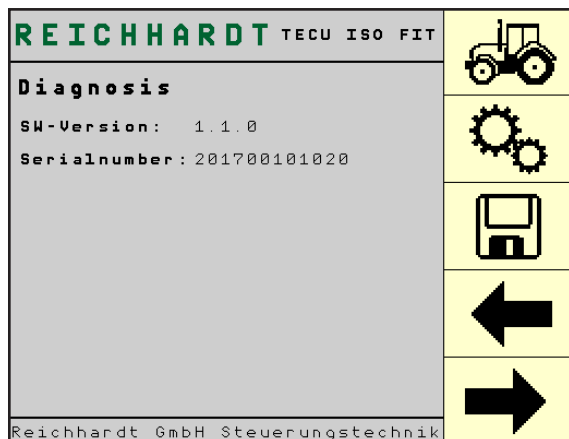 REICHHARDT TECU ISO FIT
Diagnosis
SW-Version: 1.1.0
Serialnumber: 201700101020
Reichhardt GmbH Steuerungstechnik